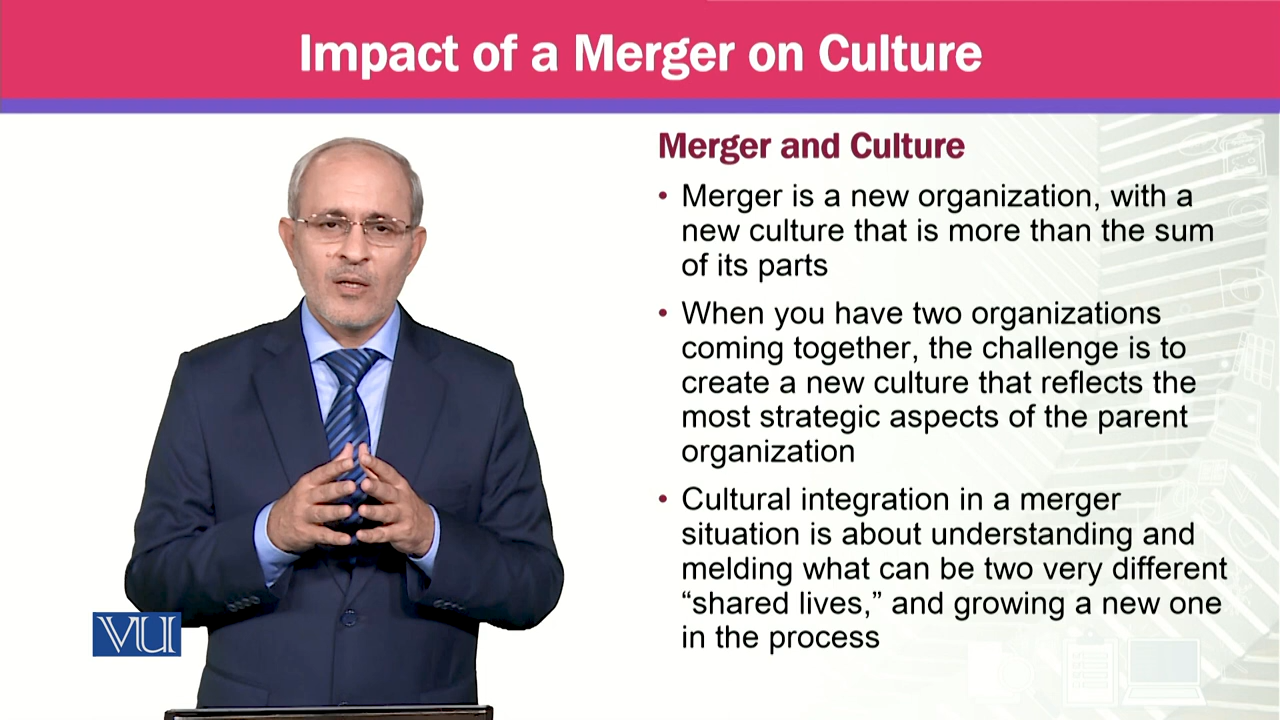 Impact of a Merger on Culture
Merger and Culture
• Merger is a new organization, with a
new culture that is more than the sum
of its parts
• When you have two organizations
coming together, the challenge is to
create a new culture that reflects the
most strategic aspects of the parent
organization
• Cultural integration in a merger
situation is about understanding and
melding what can be two very different
“shared lives,” and growing a new one
in the process
VU